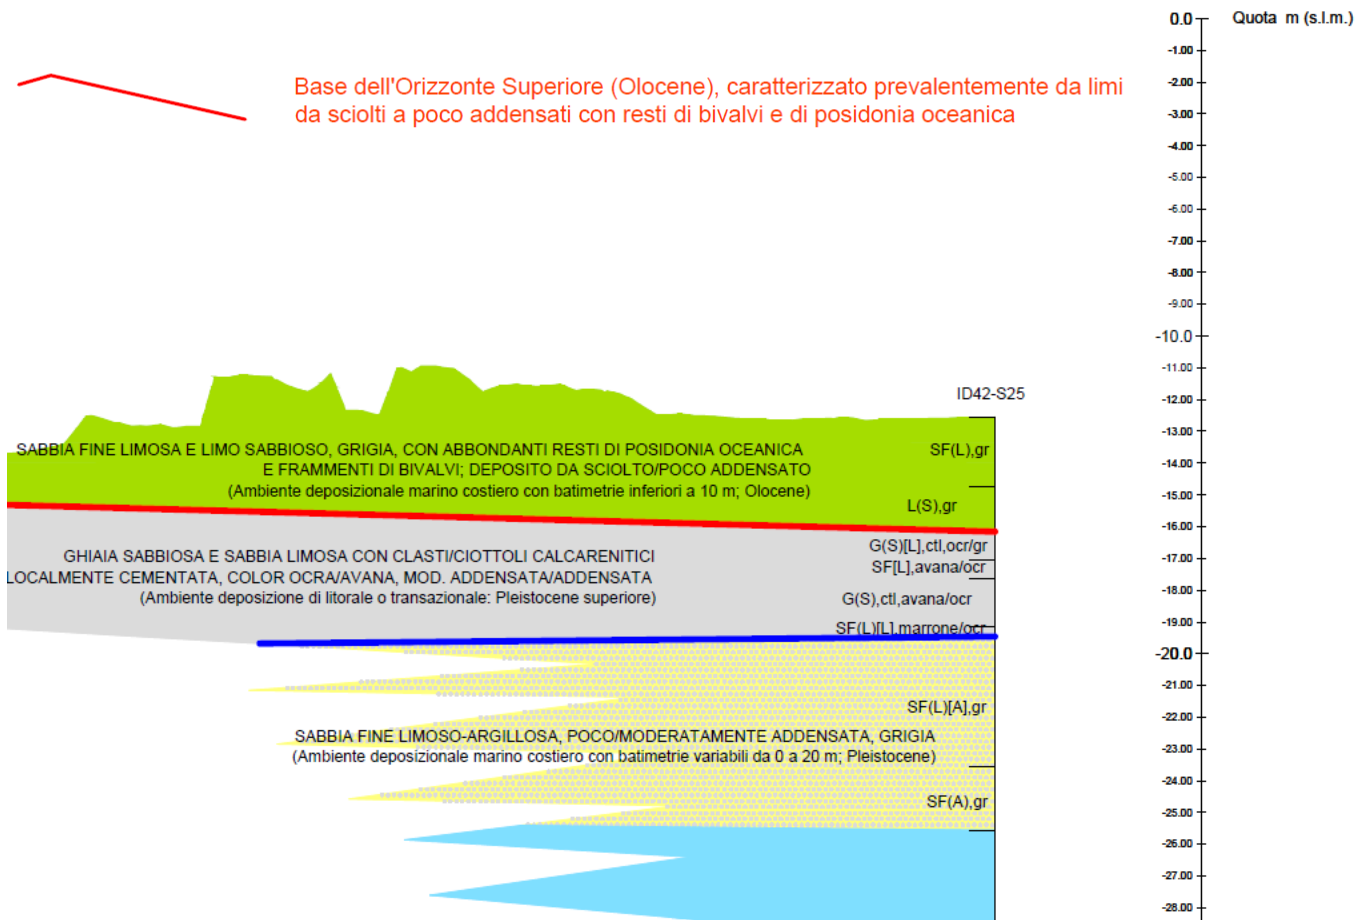 0.0 Quota m (s.l.m.)
-1.00
Base dell'Orizzonte Superiore (Olocene), caratterizzato prevalentemente da limi
-2.00
da sciolti a poco addensati con resti di bivalvi e di posidonia oceanica
-3.00
-4.00
-5.00
-6.00
-7.00
-8.00
-9.00
-10.0
-11.00
ID42-S25
-12.00
-13.00
SABBIA FINE LIMOSA E LIMO SABBIOSO, GRIGIA, CON ABBONDANTI RESTI DI POSIDONIA OCEANICA
SF(L),gr
E FRAMMENTI DI BIVALVI; DEPOSITO DA SCIOLTO/POCO ADDENSATO
-14.00
(Ambiente deposizionale marino costiero con batimetrie inferiori a 10 m; Olocene)
-15.00
L(S),gr
-16.00
G(S)[L],ctl,ocr/gr
GHIAIA SABBIOSA E SABBIA LIMOSA CON CLASTI/CIOTTOLI CALCARENITICI
-17.00
SF[L],avana/ocr
LOCALMENTE CEMENTATA, COLOR OCRA/AVANA, MOD. ADDENSATA/ADDENSATA
-18.00
(Ambiente deposizione di litorale o transazionale: Pleistocene superiore)
G(S),ctl,avana/ocr
-19.00
SF(L)[L],marrone/ocr
-20.0
-21.00
SF(L)[A],gr
-22.00
SABBIA FINE LIMOSO-ARGILLOSA, POCO/MODERATAMENTE ADDENSATA, GRIGIA
-23.00
(Ambiente deposizionale marino costiero con batimetrie variabili da 0 a 20 m; Pleistocene)
-24.00
SF(A),gr
-25.00
-26.00
-27.00
-28.00